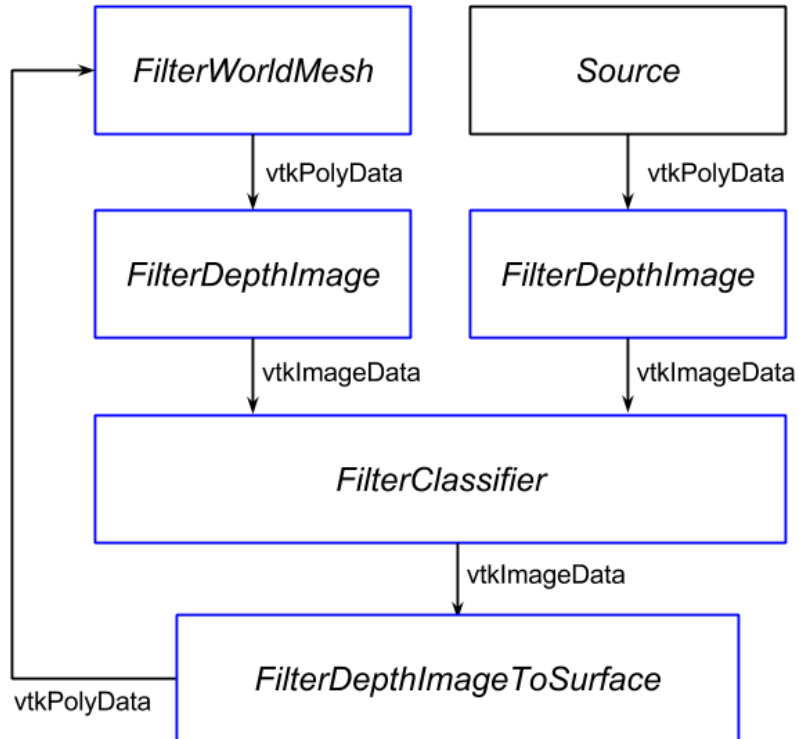 FilterWorldMesh
Source
vtkPolyData
vtkPolyData
FilterDepthImage
FilterDepthImage
vtkImageData
vtkImageData
FilterClassifier
vtkImageData
FilterDepthImageToSurface
vtkPolyData